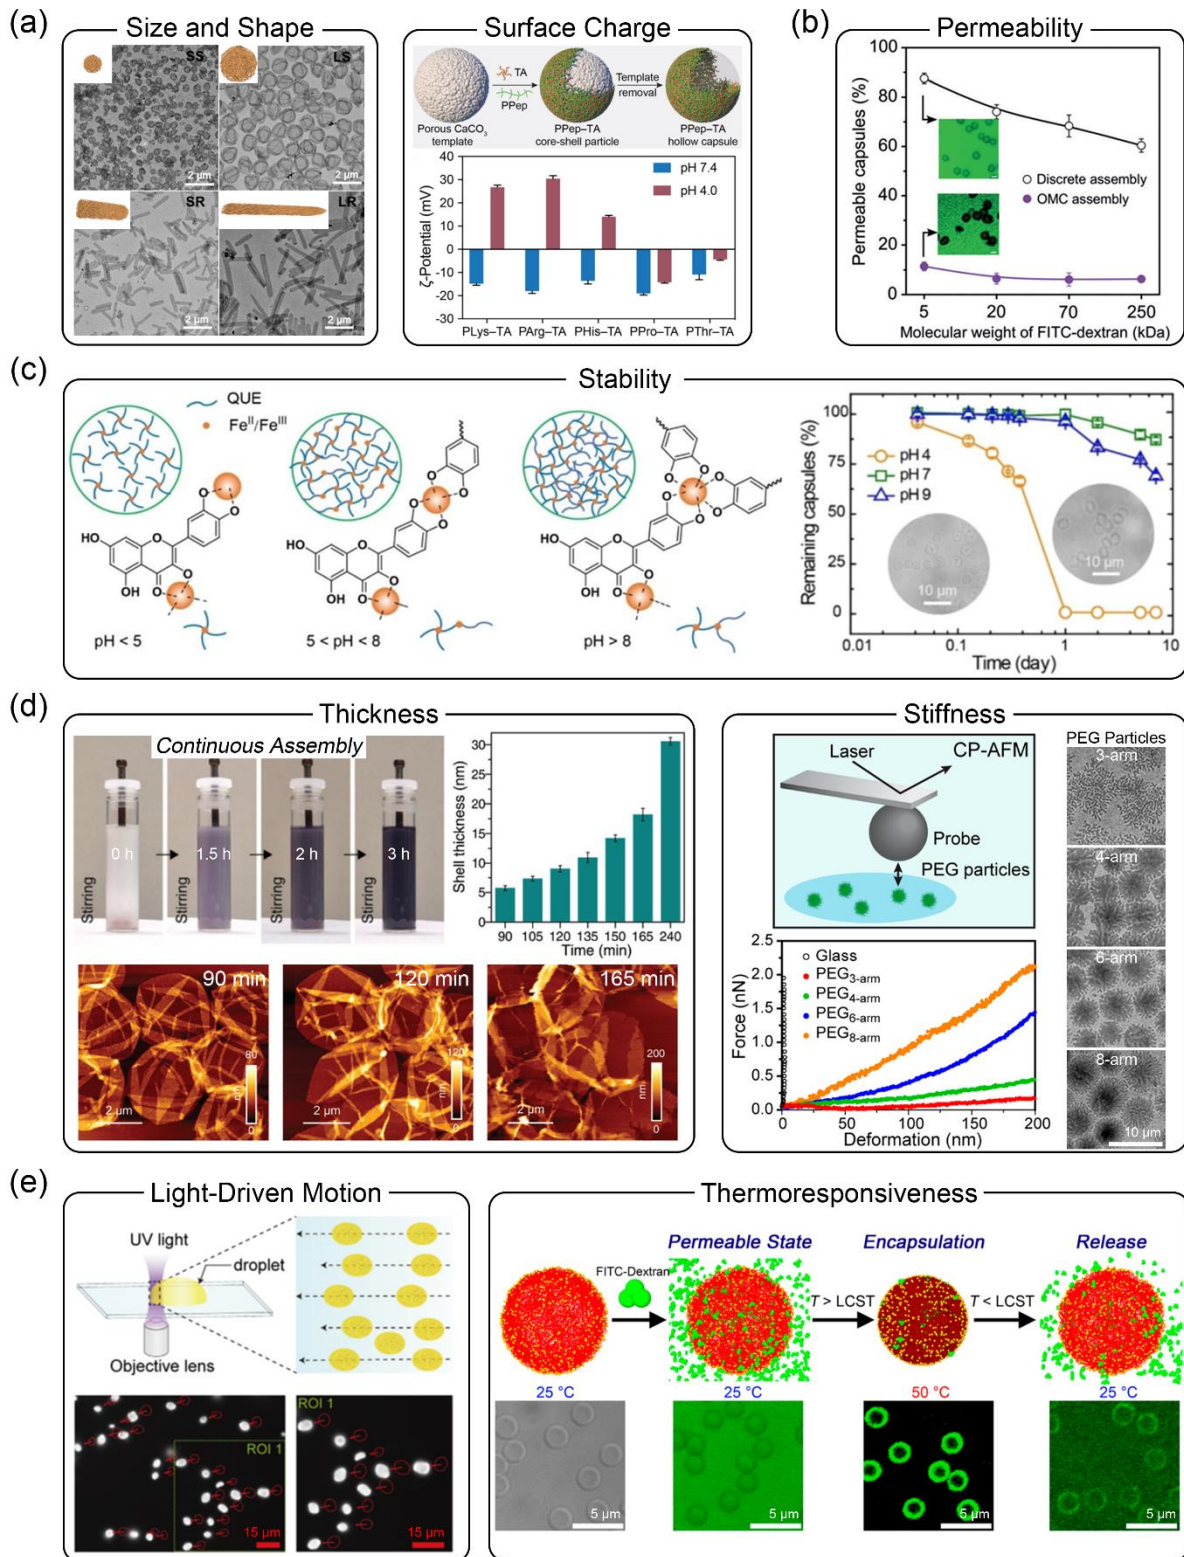 (a)
Size and Shape
SS
LS
2 µm
2 µm
SR
LR
2 µm
2 µm
Surface Charge
TA
PPep
Template
removal
Porous CaCO3
template
PPep–TA
core-shell particle
PPep–TA
hollow capsule
ζ-Potential (mV)
40
30
20
10
0
-10
-20
-30
pH 7.4
pH 4.0
PLys–TA PArg–TA PHis–TA PPro–TA PThr–TA
(b)
Permeability
Permeable capsules (%)
100
80
60
40
20
0
Discrete assembly
OMC assembly
5 20 70 250
Molecular weight of FITC-dextran (kDa)
(c)
Stability
QUE
FeII/FeIII
HO
OH
O
O
O
O
pH < 5
HO
OH
O
O
O
O
O
O
5 < pH < 8
HO
OH
O
O
O
O
O
O
O
O
pH > 8
Remaining capsules (%)
100
75
50
25
0
pH 4
pH 7
pH 9
10 µm
10 µm
0.01 0.1 1 10
Time (day)
(d)
Thickness
Continuous Assembly
0 h
1.5 h
2 h
3 h
Stirring
Stirring
Stirring
Stirring
Shell thickness (nm)
30
25
20
15
10
5
0
90 105 120 135 150 165 240
Time (min)
90 min
2 µm
80
nm
0
120 min
2 µm
120
nm
0
165 min
2 µm
200
nm
0
Stiffness
Laser
CP-AFM
Probe
PEG particles
PEG Particles
3-arm
4-arm
6-arm
8-arm
10 µm
Force (nN)
2.5
2.0
1.5
1.0
0.5
0.0
Glass
PEG3-arm
PEG4-arm
PEG6-arm
PEG8-arm
0 50 100 150 200
Deformation (nm)
(e)
Light-Driven Motion
UV light
droplet
Objective lens
ROI 1
15 µm
ROI 1
15 µm
Thermoresponsiveness
Permeable State
Encapsulation
Release
FITC-Dextran
T > LCST
T < LCST
25 °C
25 °C
50 °C
25 °C
5 µm
5 µm
5 µm
5 µm